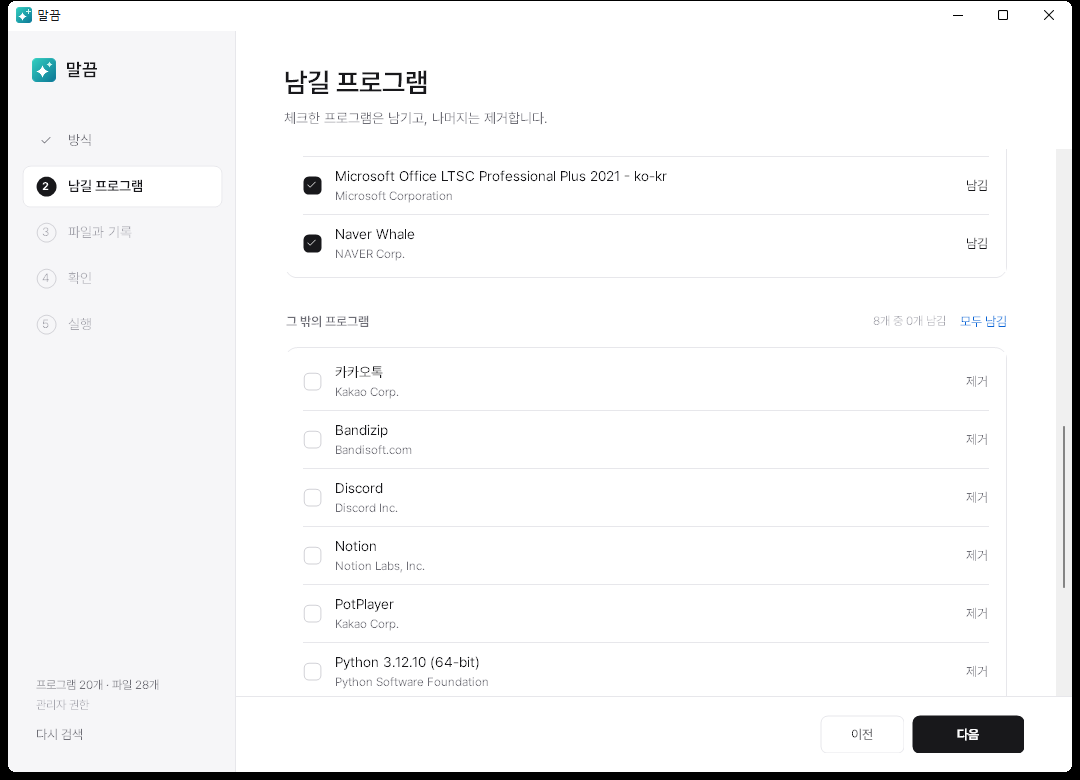 말끔
말끔
방식
2 남길 프로그램
3 파일과 기록
4 확인
5 실행
프로그램 20개 · 파일 28개
관리자 권한
다시 검색
남길 프로그램
체크한 프로그램은 남기고, 나머지는 제거합니다.
Microsoft Office LTSC Professional Plus 2021 - ko-kr
Microsoft Corporation
남김
Naver Whale
NAVER Corp.
남김
그 밖의 프로그램
8개 중 0개 남김 모두 남김
카카오톡
Kakao Corp.
제거
Bandizip
Bandisoft.com
제거
Discord
Discord Inc.
제거
Notion
Notion Labs, Inc.
제거
PotPlayer
Kakao Corp.
제거
Python 3.12.10 (64-bit)
Python Software Foundation
제거
이전
다음